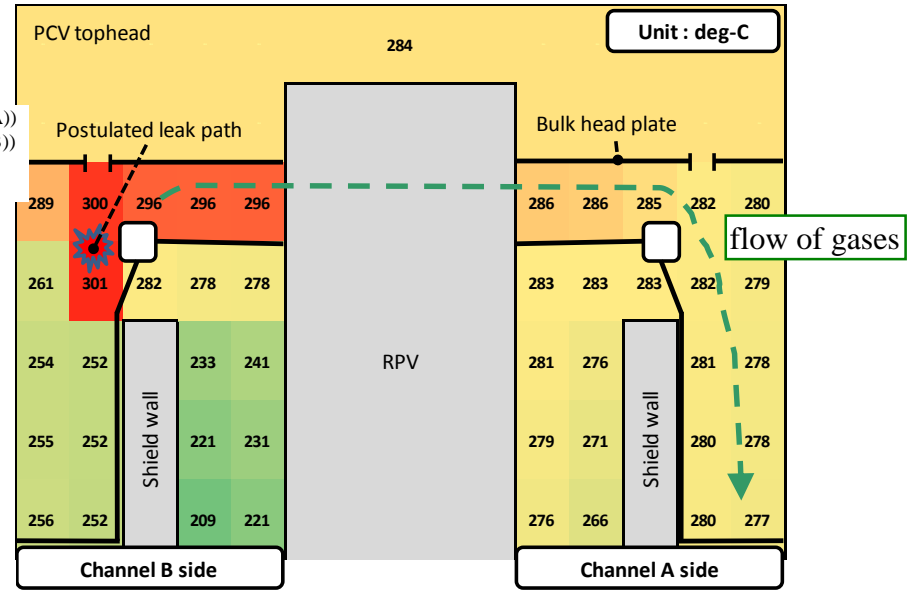 PCV tophead
284
Unit : deg-C
A))
))
Postulated leak path
Bulk head plate
289 300 296 296 296
286 286 285 282 280
flow of gases
261 301 282 278 278
283 283 283 282 279
254 252 233 241
RPV
281 276 281 278
255 252 221 231
279 271 280 278
Shield wall
Shield wall
256 252 209 221
276 266 280 277
Channel B side
Channel A side